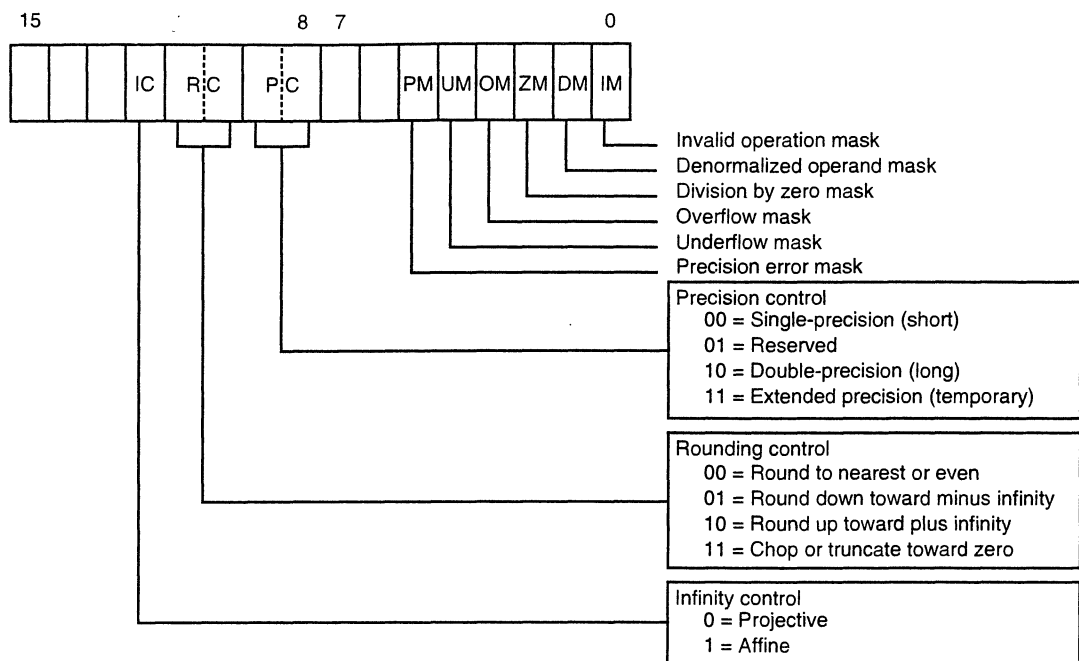 15 8 7 0
IC RC PC PM UM OM ZM DM IM
Invalid operation mask
Denormalized operand mask
Division by zero mask
Overflow mask
Underflow mask
Precision error mask
Precision control
00 = Single-precision (short)
01 = Reserved
10 = Double-precision (long)
11 = Extended precision (temporary)
Rounding control
00 = Round to nearest or even
01 = Round down toward minus infinity
10 = Round up toward plus infinity
11 = Chop or truncate toward zero
Infinity control
0 = Projective
1 = Affine